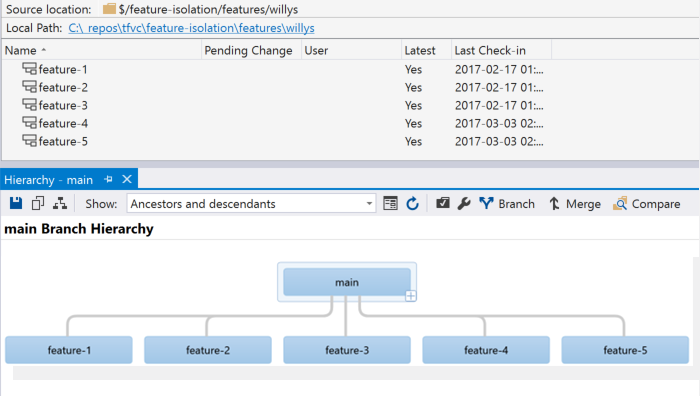 Source location: $/feature-isolation/features/willys
Local Path: C:\_repos\tfvc\feature-isolation\features\willys
Name Pending Change User Latest Last Check-in
feature-1 Yes 2017-02-17 01:...
feature-2 Yes 2017-02-17 01:...
feature-3 Yes 2017-02-17 01:...
feature-4 Yes 2017-03-03 02:...
feature-5 Yes 2017-03-03 02:...
Hierarchy - main
Show: Ancestors and descendants Branch Merge Compare
main Branch Hierarchy
main
feature-1 feature-2 feature-3 feature-4 feature-5